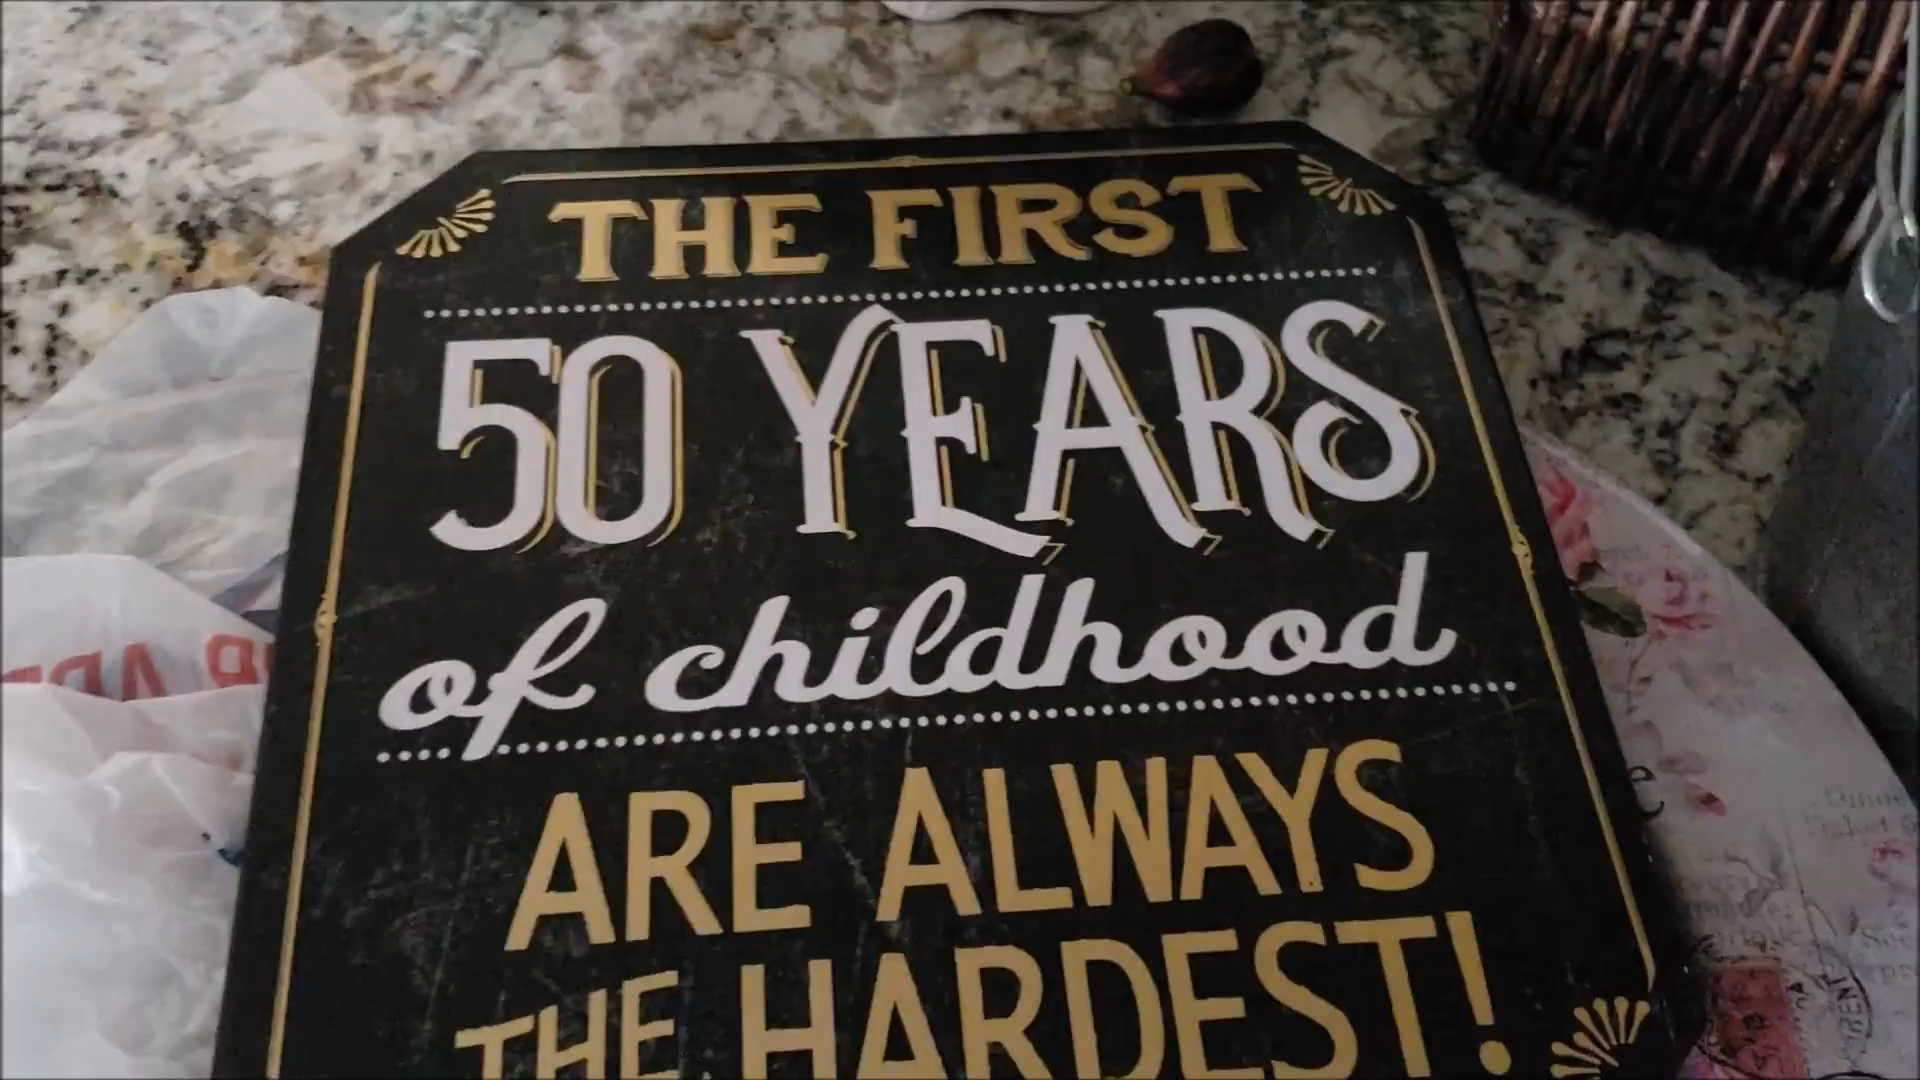 THE FIRST
50 YEARS
of childhood
ARE ALWAYS
THE HARDEST!